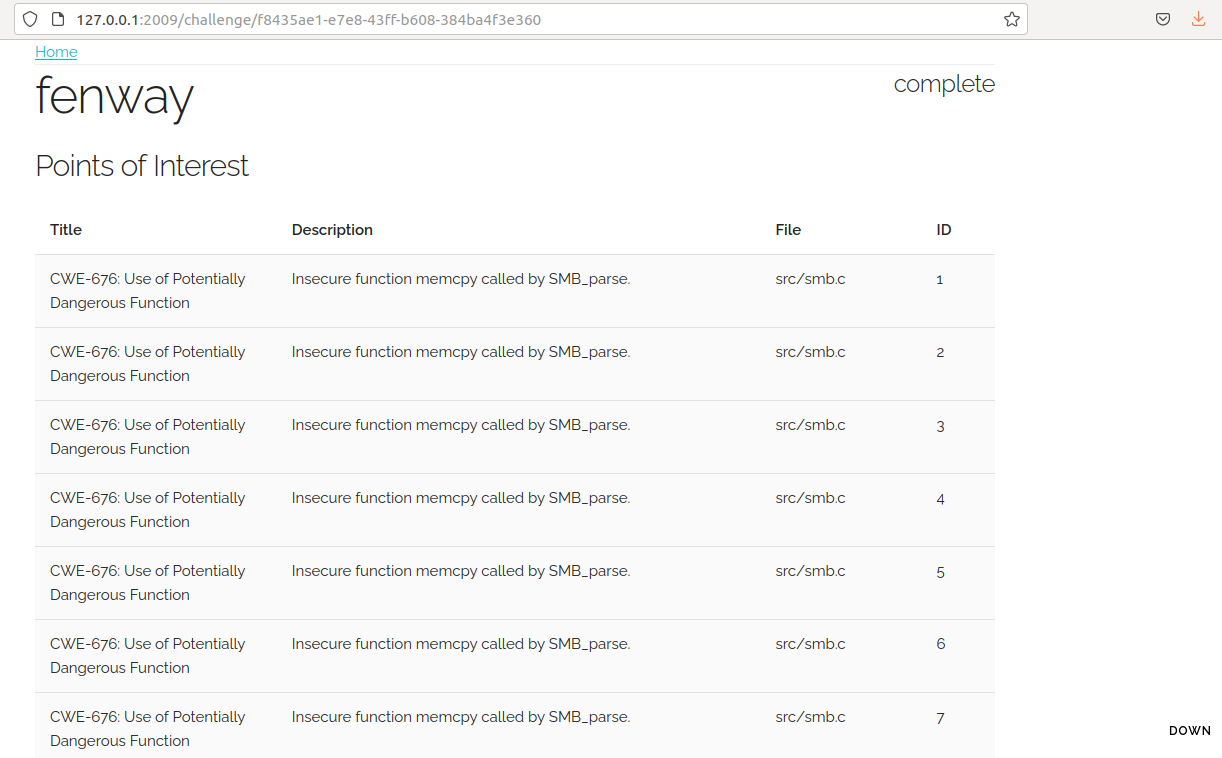 127.0.0.1:2009/challenge/f8435ae1-e7e8-43ff-b608-384ba4f3e360
Home
fenway
complete
Points of Interest
Title Description File ID
CWE-676: Use of Potentially Dangerous Function Insecure function memcpy called by SMB_parse. src/smb.c 1
CWE-676: Use of Potentially Dangerous Function Insecure function memcpy called by SMB_parse. src/smb.c 2
CWE-676: Use of Potentially Dangerous Function Insecure function memcpy called by SMB_parse. src/smb.c 3
CWE-676: Use of Potentially Dangerous Function Insecure function memcpy called by SMB_parse. src/smb.c 4
CWE-676: Use of Potentially Dangerous Function Insecure function memcpy called by SMB_parse. src/smb.c 5
CWE-676: Use of Potentially Dangerous Function Insecure function memcpy called by SMB_parse. src/smb.c 6
CWE-676: Use of Potentially Dangerous Function Insecure function memcpy called by SMB_parse. src/smb.c 7
DOWN